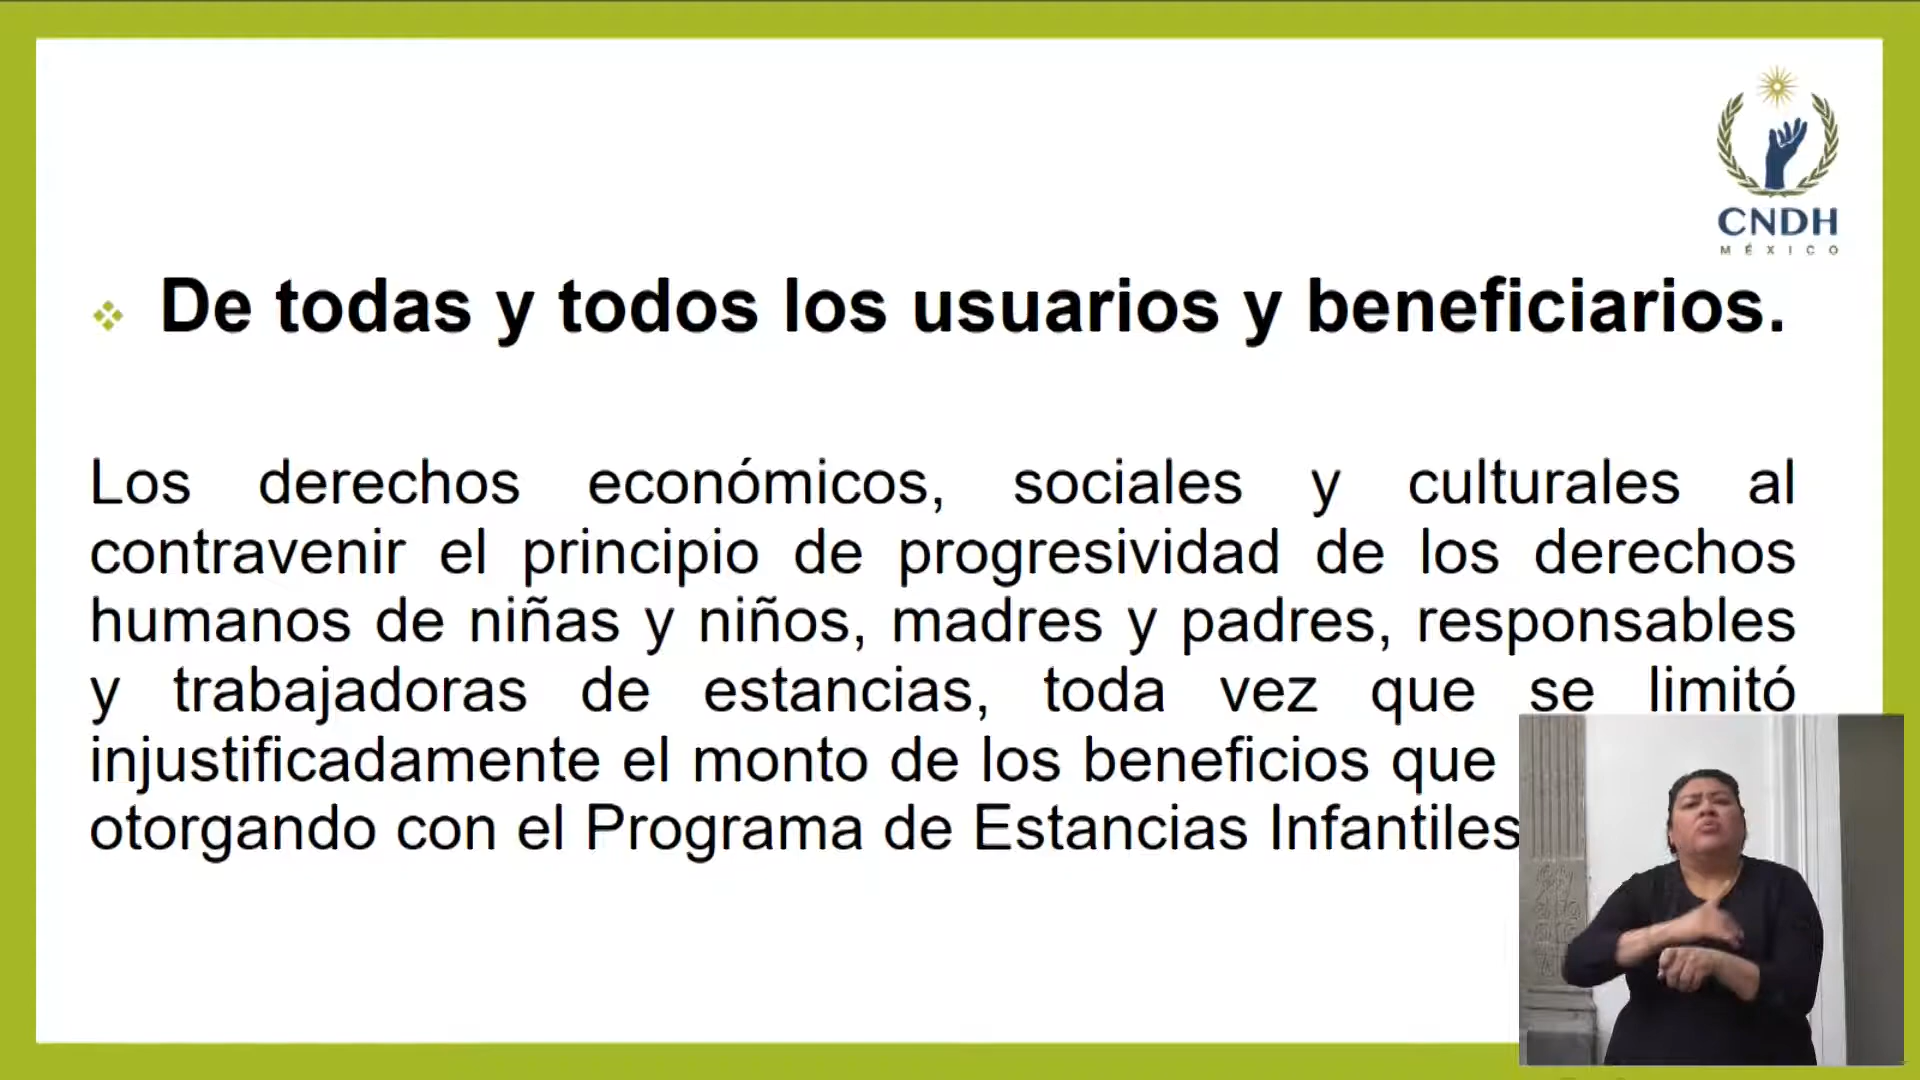 CNDH
MÉXICO
De todas y todos los usuarios y beneficiarios.
Los derechos económicos, sociales y culturales al
contravenir el principio de progresividad de los derechos
humanos de niñas y niños, madres y padres, responsables
y trabajadoras de estancias, toda vez que se limitó
injustificadamente el monto de los beneficios que
otorgando con el Programa de Estancias Infantiles